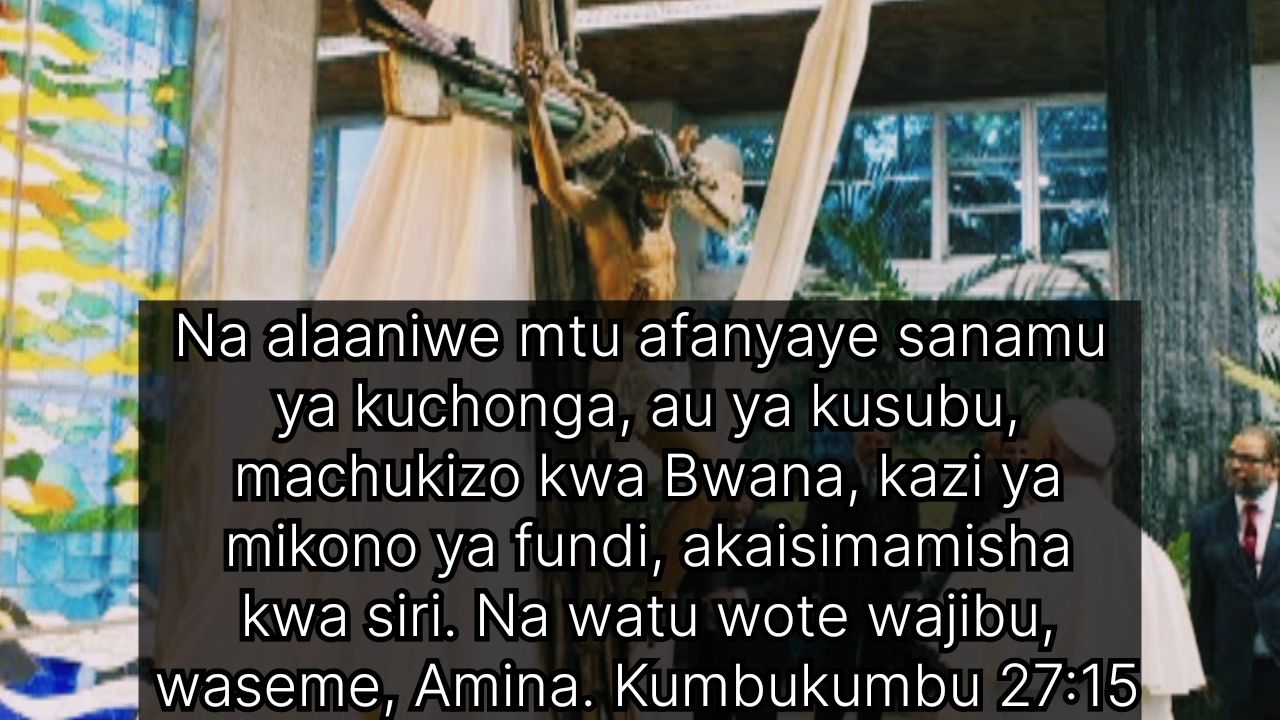 Na alaaniwe mtu afanyaye sanamu
ya kuchonga, au ya kusubu,
machukizo kwa Bwana, kazi ya
mikono ya fundi, akaisimamisha
kwa siri. Na watu wote wajibu,
waseme, Amina. Kumbukumbu 27:15